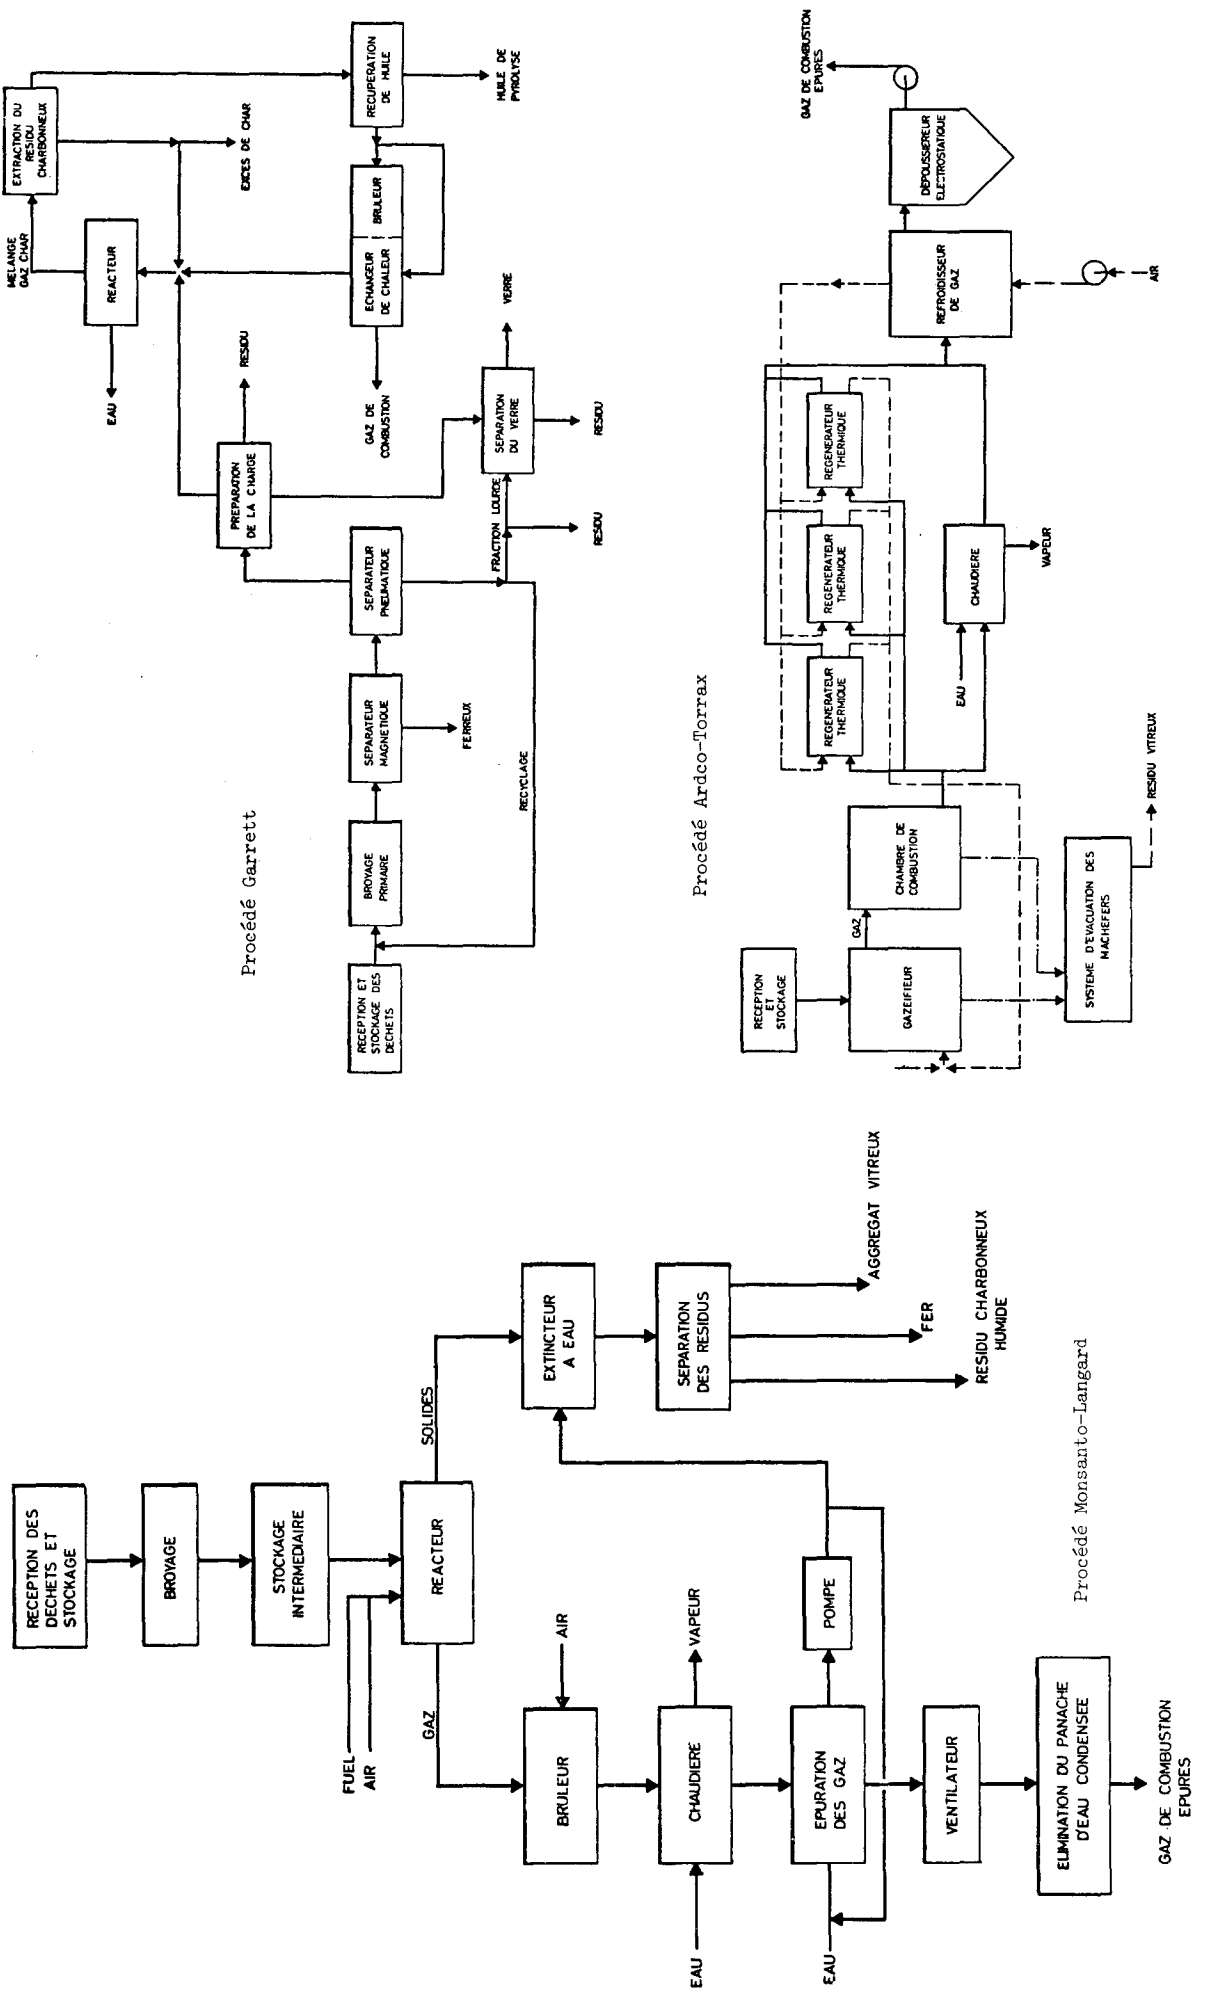 MELANGE
GAZ CHAR
EXTRACTION DU
RESIDU
CHARBONNEUX
REACTEUR
EAU
EXCES DE CHAR
RECUPERATION
DE HUILE
HUILE DE
PYROLYSE
BRULEUR
ECHANGEUR
DE CHALEUR
GAZ DE
COMBUSTION
PREPARATION
DE LA CHARGE
RESIDU
SEPARATION
DU VERRE
VERRE
RESIDU
FRACTION LOURDE
RESIDU
SEPARATEUR
PNEUMATIQUE
SEPARATEUR
MAGNETIQUE
FERREUX
BROYAGE
PRIMAIRE
RECEPTION ET
STOCKAGE DES
DECHETS
RECYCLAGE
Procédé Garrett
Procédé Ardco-Torrax
RECEPTION
ET
STOCKAGE
GAZEIFIEUR
GAZ
CHAMBRE DE
COMBUSTION
SYSTEME D'EVACUATION DES
MACHEFERS
RESIDU VITREUX
REGENERATEUR
THERMIQUE
REGENERATEUR
THERMIQUE
REGENERATEUR
THERMIQUE
EAU
CHAUDIERE
VAPEUR
REFROIDISSEUR
DE GAZ
AIR
DEPOUSSIEREUR
ELECTROSTATIQUE
GAZ DE COMBUSTION
EPURES
RECEPTION DES
DECHETS ET
STOCKAGE
BROYAGE
STOCKAGE
INTERMEDIAIRE
FUEL
AIR
REACTEUR
SOLIDES
GAZ
EXTINCTEUR
A EAU
SEPARATION
DES RESIDUS
AGGREGAT VITREUX
FER
RESIDU CHARBONNEUX
HUMIDE
BRULEUR
AIR
CHAUDIERE
EAU
VAPEUR
EPURATION
DES GAZ
EAU
POMPE
VENTILATEUR
ELIMINATION DU PANACHE
D'EAU CONDENSEE
GAZ DE COMBUSTION
EPURES
Procédé Monsanto-Langard